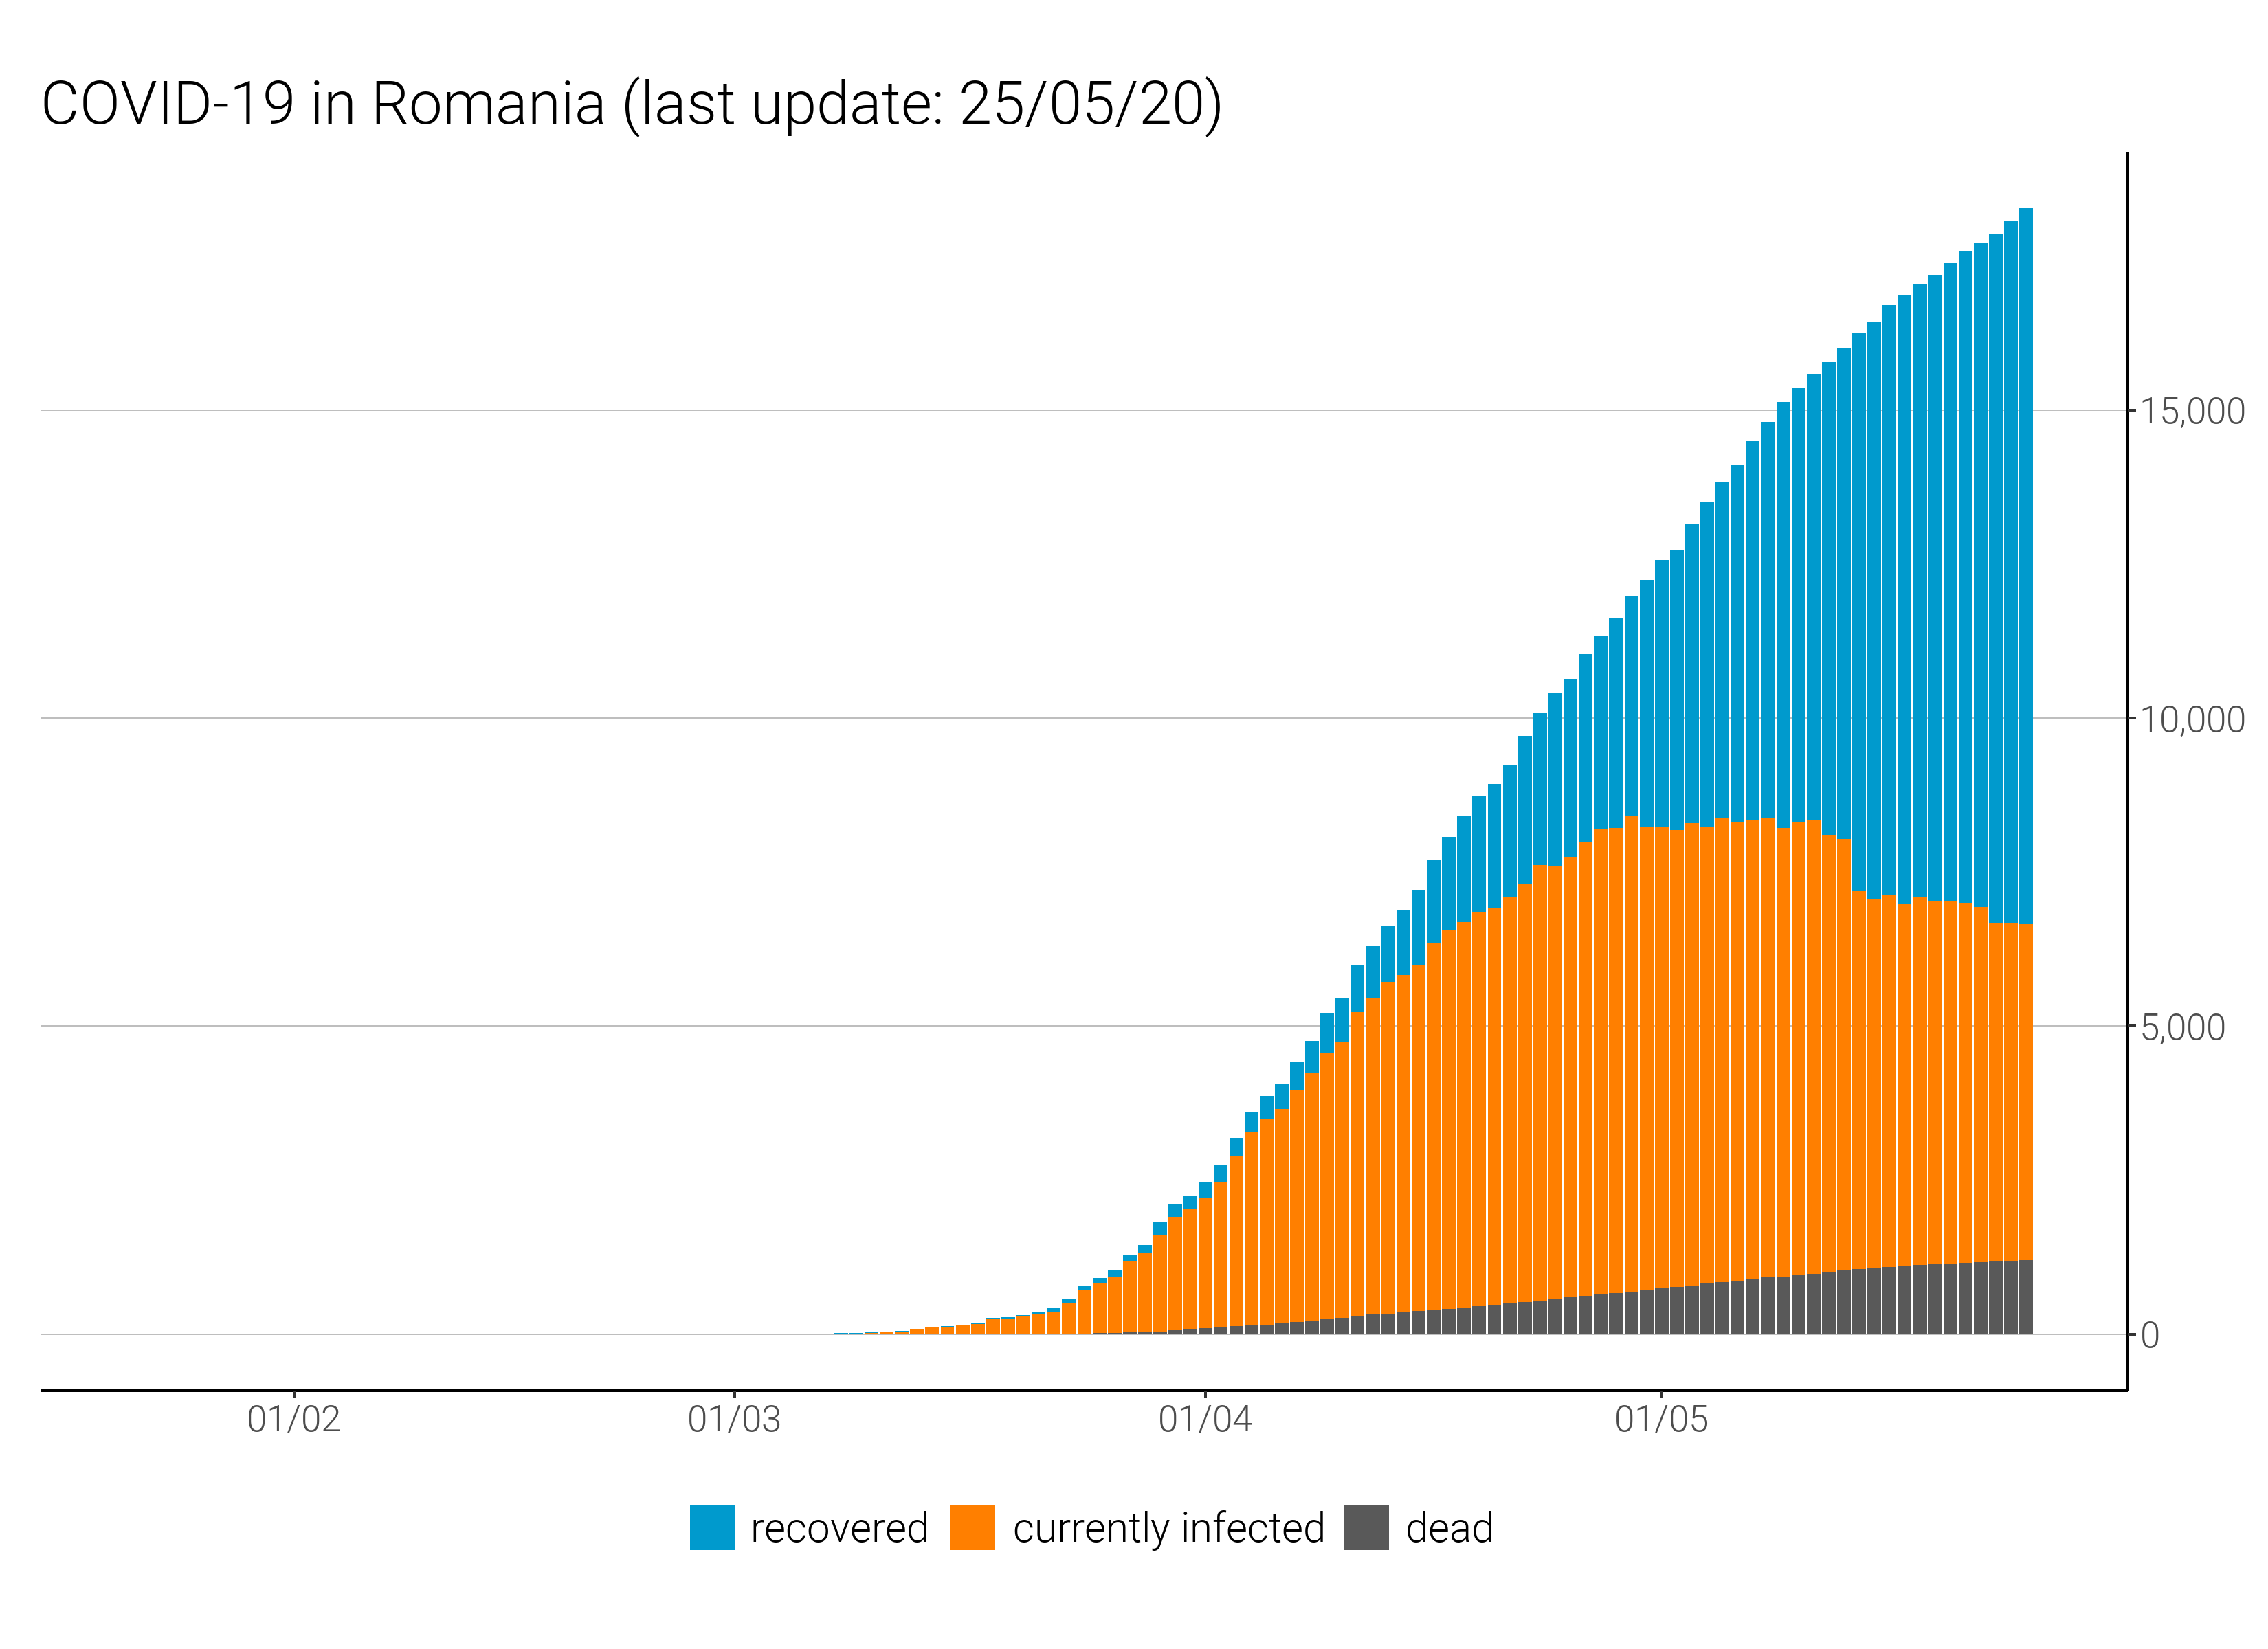 COVID-19 in Romania (last update: 25/05/20)
15,000
10,000
5,000
0
01/02 01/03 01/04 01/05
recovered currently infected dead